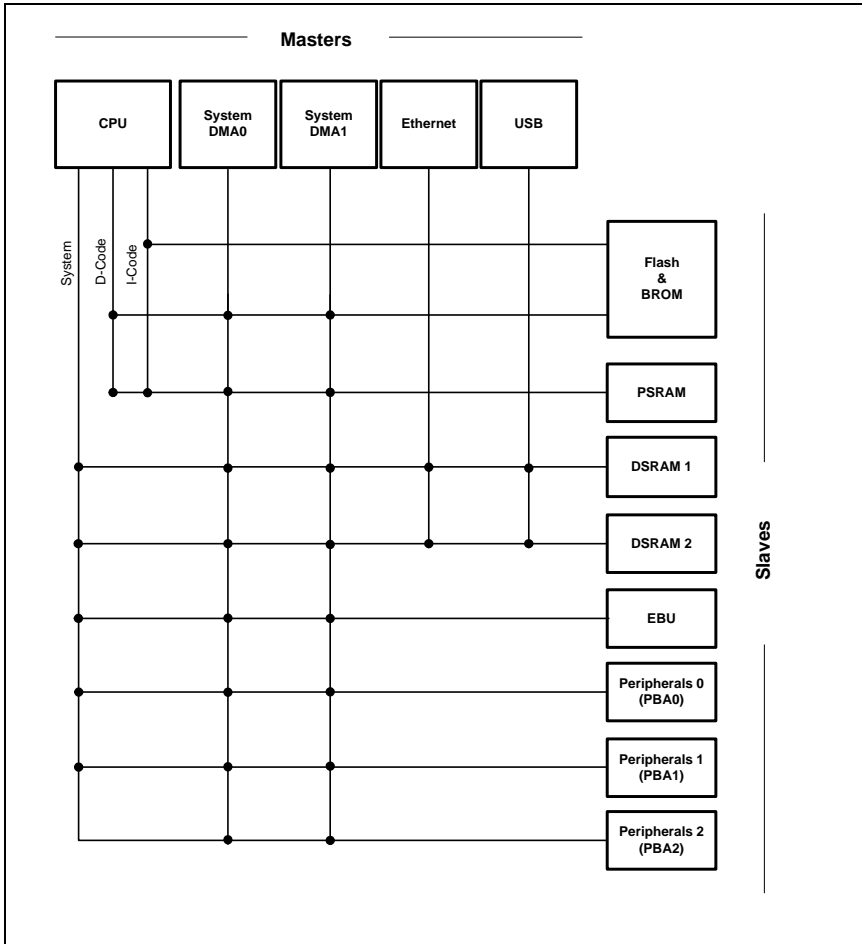 Masters
CPU
System
DMA0
System
DMA1
Ethernet
USB
System
D-Code
I-Code
Flash
&
BROM
PSRAM
DSRAM 1
DSRAM 2
Slaves
EBU
Peripherals 0
(PBA0)
Peripherals 1
(PBA1)
Peripherals 2
(PBA2)